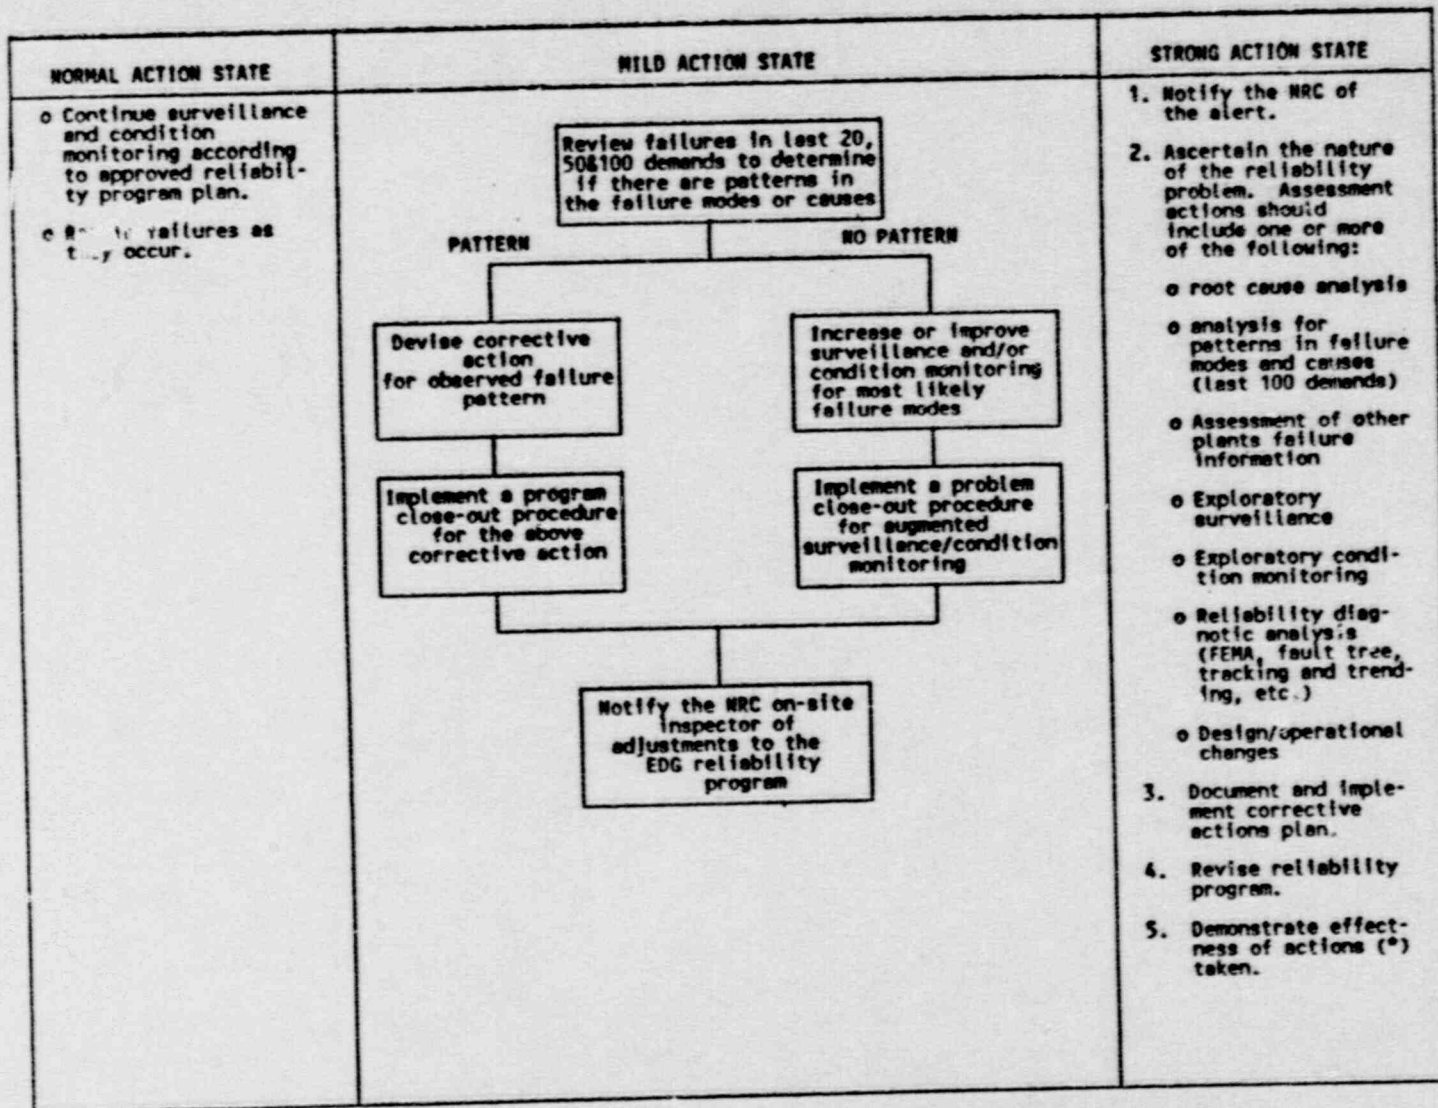 NORMAL ACTION STATE
o Continue surveillance
and condition
monitoring according
to approved reliabil-
ty program plan.
o failures as
occur.
MILD ACTION STATE
Review failures in last 20,
50&100 demands to determine
if there are patterns in
the failure modes or causes
PATTERN
NO PATTERN
Devise corrective
action
for observed failure
pattern
Increase or improve
surveillance and/or
condition monitoring
for most likely
failure modes
Implement a program
close-out procedure
for the above
corrective action
Implement a problem
close-out procedure
for augmented
surveillance/condition
monitoring
Notify the NRC on-site
inspector of
adjustments to the
EDG reliability
program
STRONG ACTION STATE
1. Notify the NRC of
the alert.
2. Ascertain the nature
of the reliability
problem. Assessment
actions should
include one or more
of the following:
o root cause analysis
o analysis for
patterns in failure
modes and causes
(last 100 demands)
o Assessment of other
plants failure
information
o Exploratory
surveillance
o Exploratory condi-
tion monitoring
o Reliability diag-
notic analysis
(FEMA, fault tree,
tracking and trend-
ing, etc.)
o Design/operational
changes
3. Document and imple-
ment corrective
actions plan.
4. Revise reliability
program.
5. Demonstrate effect-
ness of actions (*)
taken.